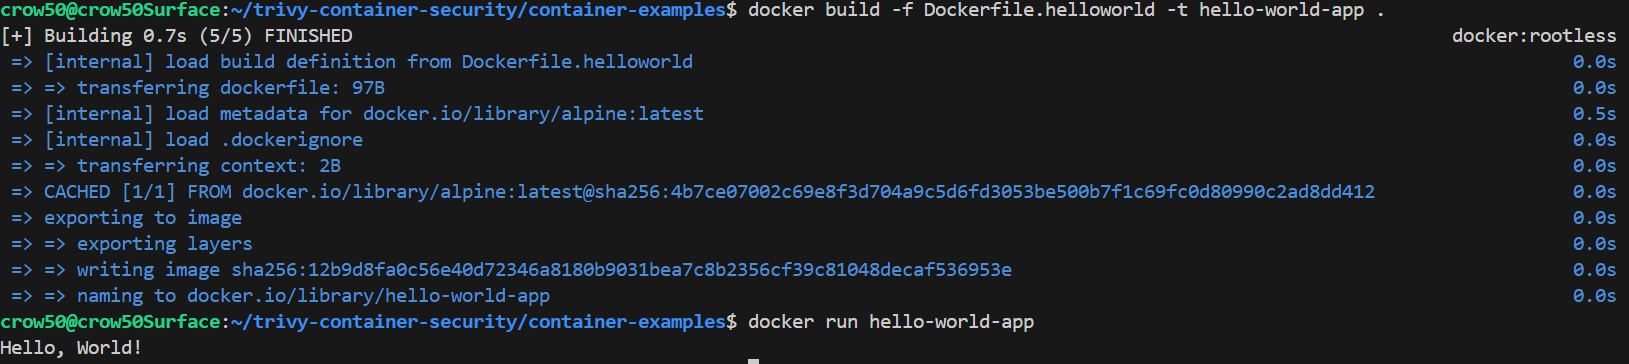 crow50@crow50Surface:~/trivy-container-security/container-examples$ docker build -f Dockerfile.helloworld -t hello-world-app .
[+] Building 0.7s (5/5) FINISHED docker:rootless
=> [internal] load build definition from Dockerfile.helloworld 0.0s
=> => transferring dockerfile: 97B 0.0s
=> [internal] load metadata for docker.io/library/alpine:latest 0.5s
=> [internal] load .dockerignore 0.0s
=> => transferring context: 2B 0.0s
=> CACHED [1/1] FROM docker.io/library/alpine:latest@sha256:4b7ce07002c69e8f3d704a9c5d6fd3053be500b7f1c69fc0d80990c2ad8dd412 0.0s
=> exporting to image 0.0s
=> => exporting layers 0.0s
=> => writing image sha256:12b9d8fa0c56e40d72346a8180b9031bea7c8b2356cf39c81048decaf536953e 0.0s
=> => naming to docker.io/library/hello-world-app 0.0s
crow50@crow50Surface:~/trivy-container-security/container-examples$ docker run hello-world-app
Hello, World!